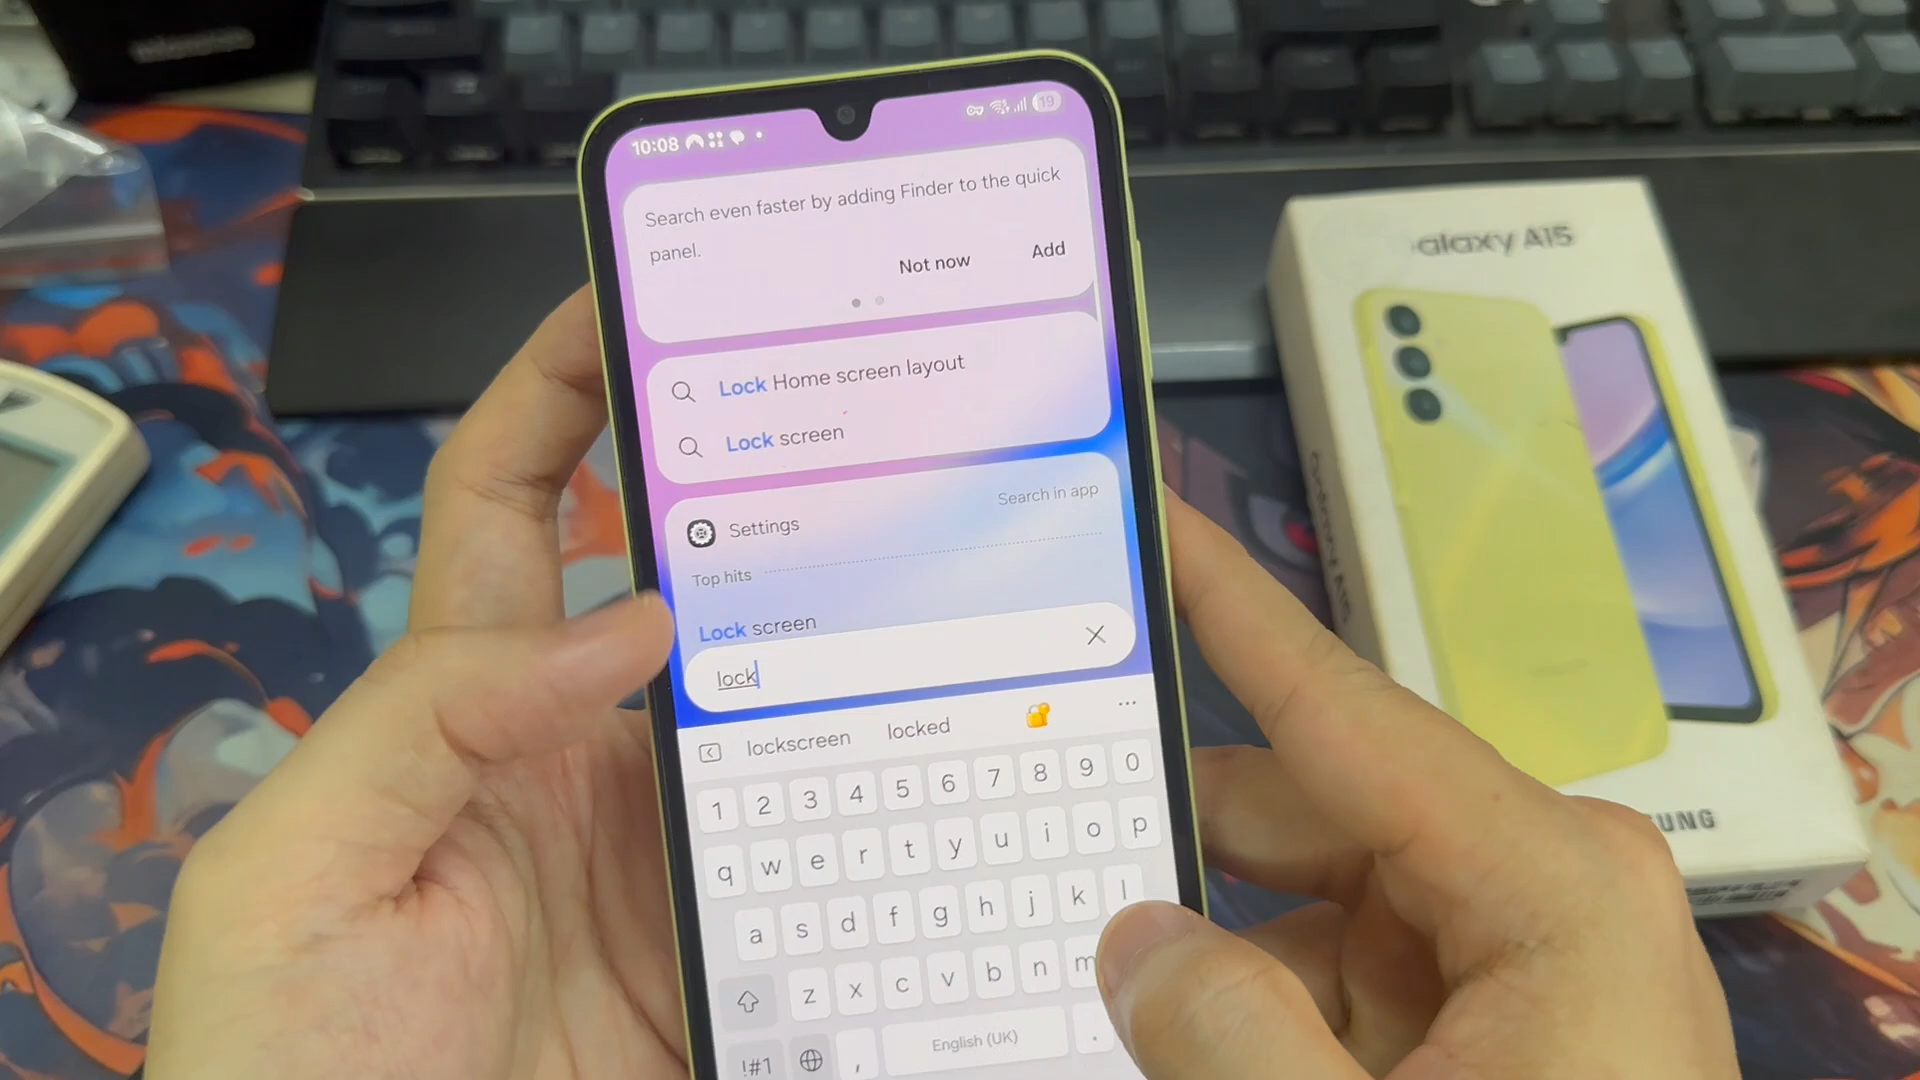 10:08
19
Search even faster by adding Finder to the quick
panel.
Not now
Add
Lock Home screen layout
Lock screen
Settings
Search in app
Top hits
Lock screen
lock
lockscreen
locked
1 2 3 4 5 6 7 8 9 0
q w e r t y u i o p
a s d f g h j k l
z x c v b n m
!#1
,
English (UK)
.
alaxy A15
UNG